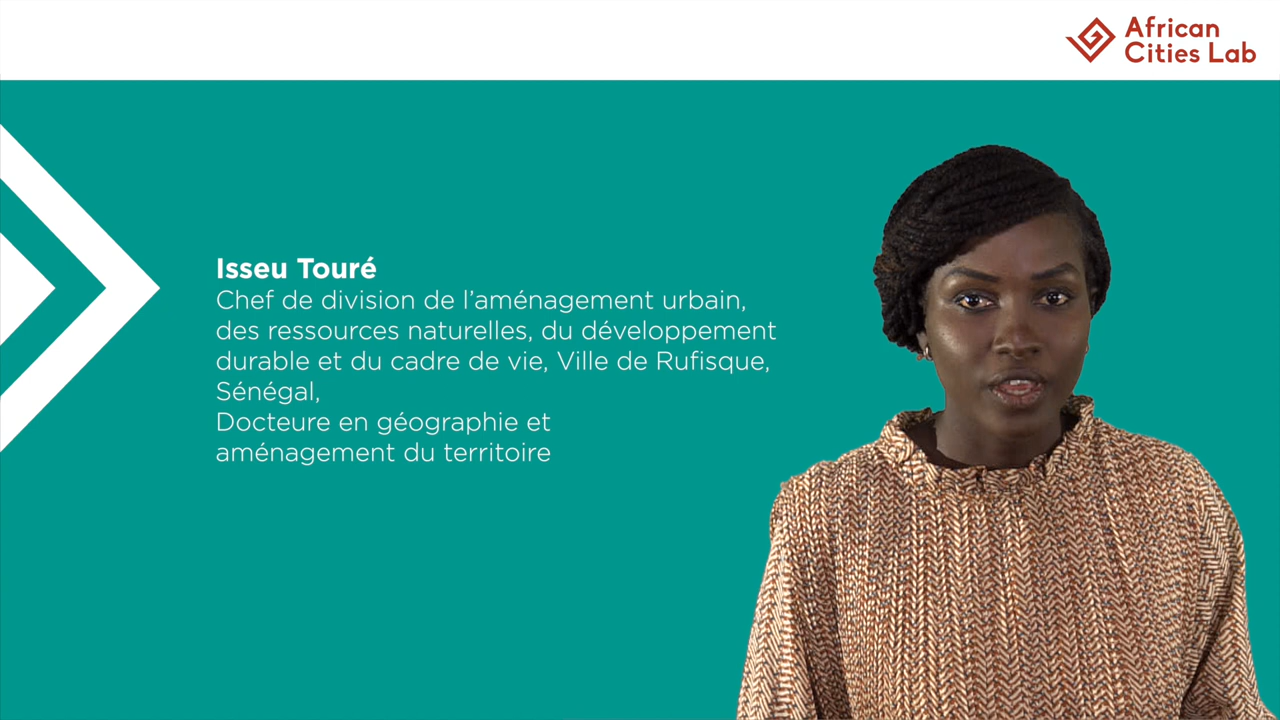 African
Cities Lab
Isseu Touré
Chef de division de l’aménagement urbain,
des ressources naturelles, du développement
durable et du cadre de vie, Ville de Rufisque,
Sénégal,
Docteure en géographie et
aménagement du territoire